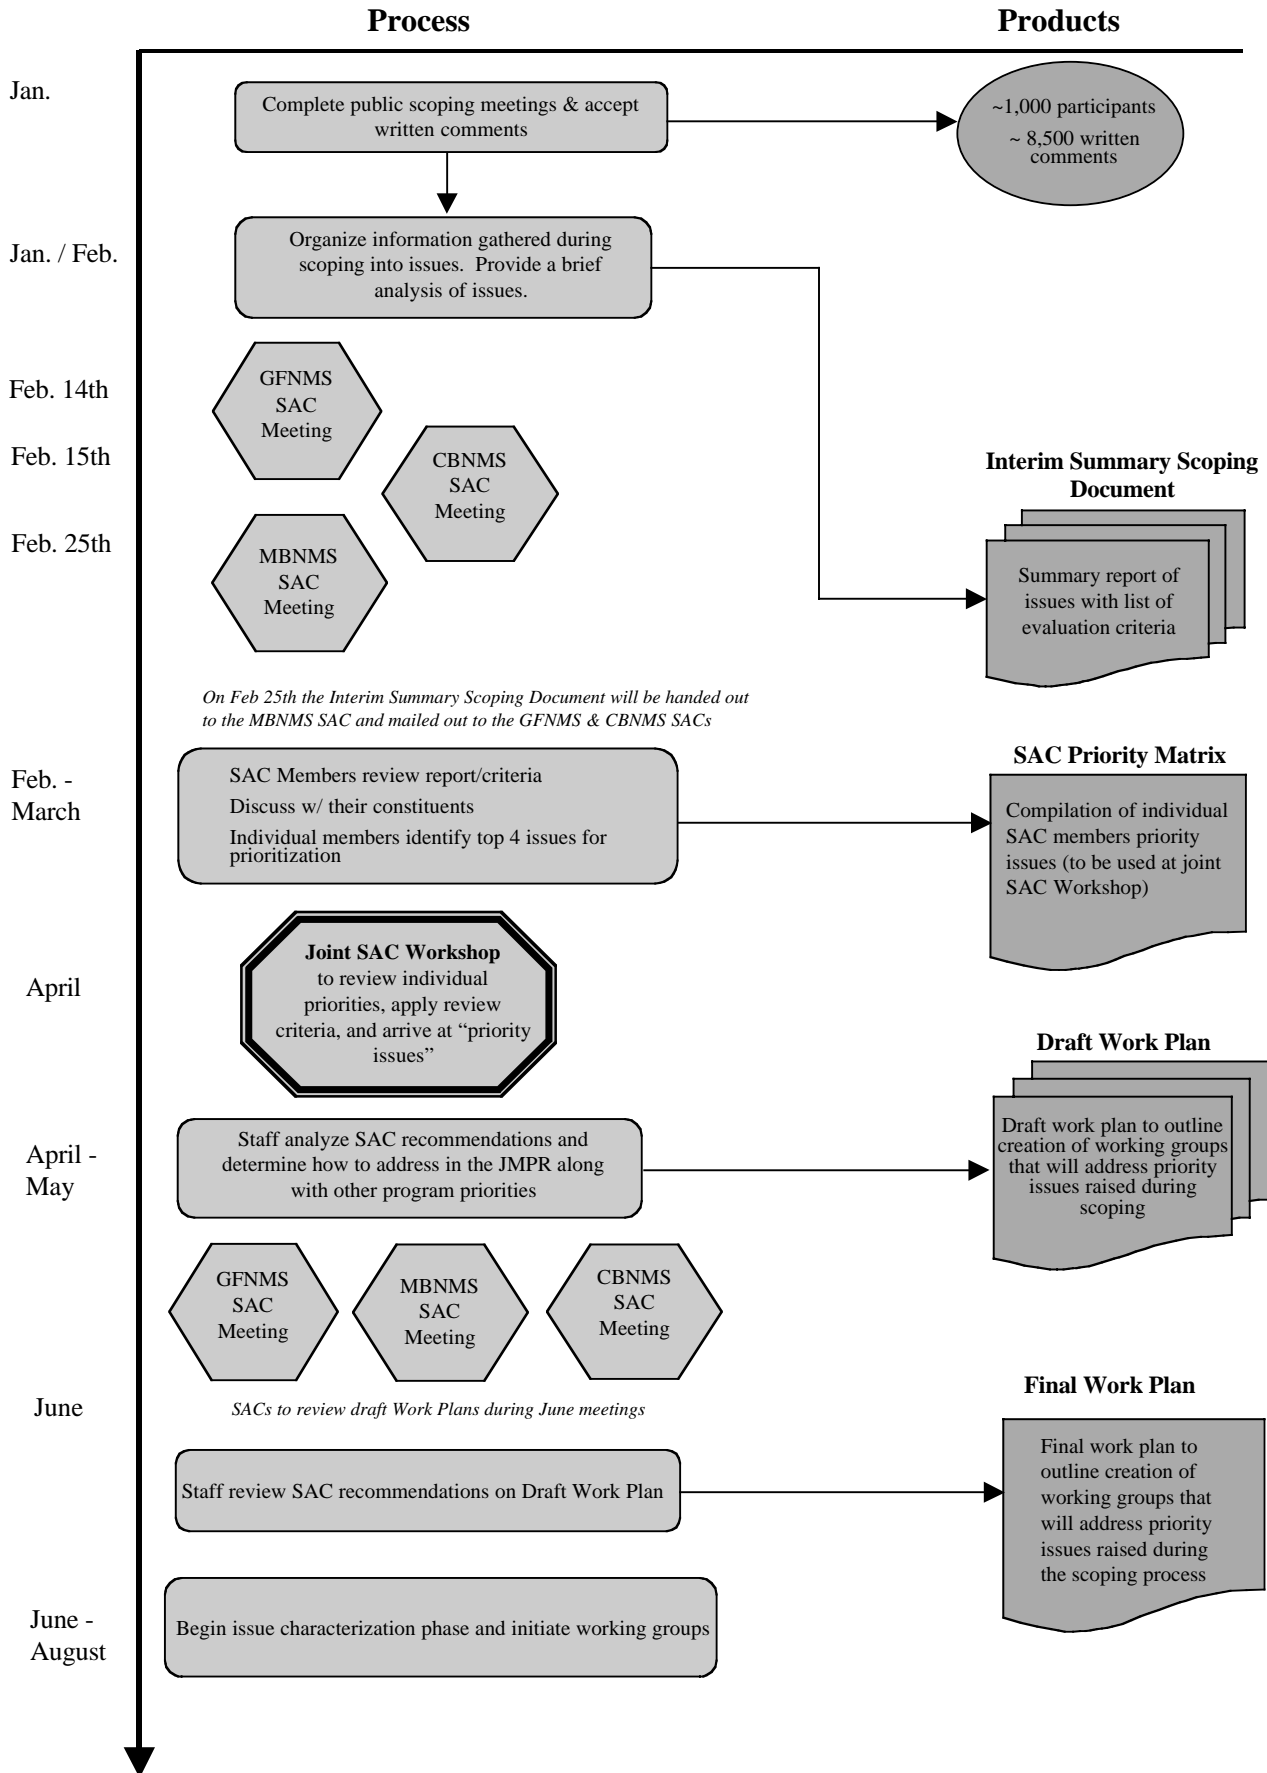 Process
Products
Jan.
Complete public scoping meetings & accept
written comments
~1,000 participants
~ 8,500 written
comments
Jan. / Feb.
Organize information gathered during
scoping into issues.  Provide a brief
analysis of issues.
Feb. 14th
GFNMS
SAC
Meeting
Feb. 15th
CBNMS
SAC
Meeting
Feb. 25th
MBNMS
SAC
Meeting
Interim Summary Scoping
Document
Summary report of
issues with list of
evaluation criteria
On Feb 25th the Interim Summary Scoping Document will be handed out
to the MBNMS SAC and mailed out to the GFNMS & CBNMS SACs
Feb. -
March
SAC Members review report/criteria
Discuss w/ their constituents
Individual members identify top 4 issues for
prioritization
SAC Priority Matrix
Compilation of individual
SAC members priority
issues (to be used at joint
SAC Workshop)
April
Joint SAC Workshop
to review individual
priorities, apply review
criteria, and arrive at “priority
issues”
April -
May
Staff analyze SAC recommendations and
determine how to address in the JMPR along
with other program priorities
Draft Work Plan
Draft work plan to outline
creation of working groups
that will address priority
issues raised during
scoping
GFNMS
SAC
Meeting
MBNMS
SAC
Meeting
CBNMS
SAC
Meeting
June
SACs to review draft Work Plans during June meetings
Staff review SAC recommendations on Draft Work Plan
Final Work Plan
Final work plan to
outline creation of
working groups that
will address priority
issues raised during
the scoping process
June -
August
Begin issue characterization phase and initiate working groups